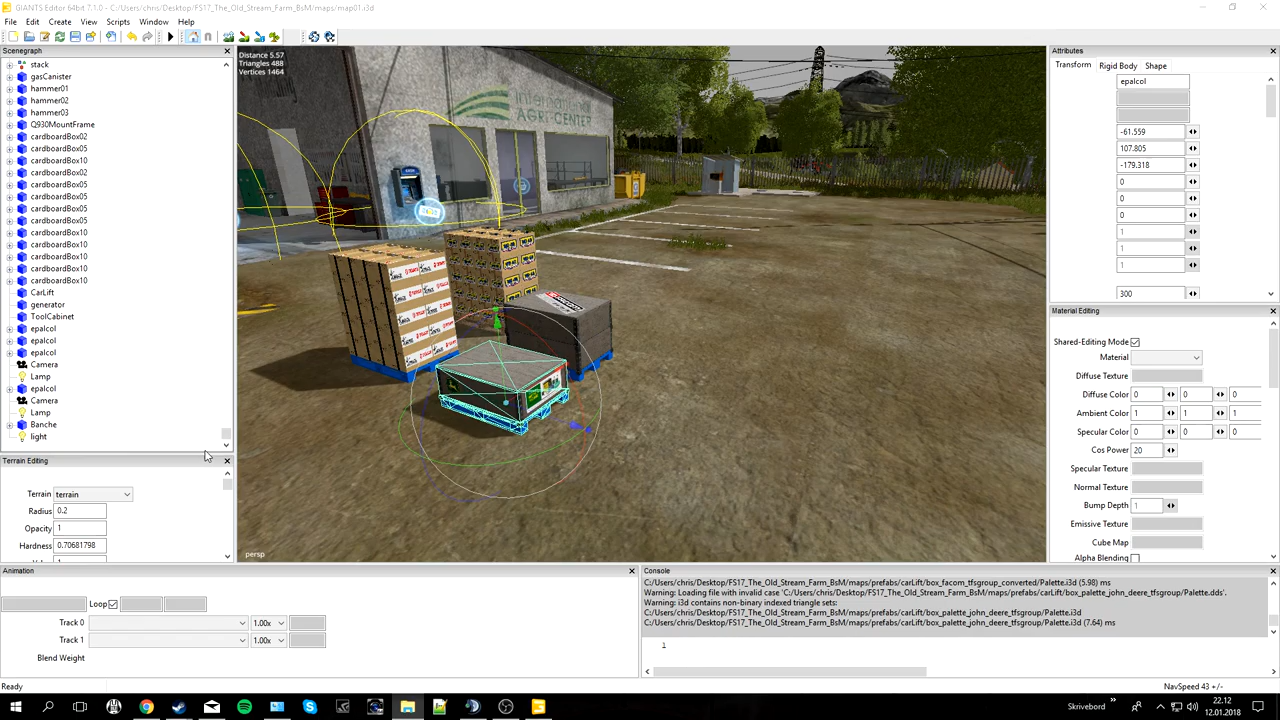 GIANTS Editor 64bit 7.1.0 - C:/Users/chris/Desktop/FS17_The_Old_Stream_Farm_BsM/maps/map01.i3d
File Edit Create View Scripts Window Help
Scenegraph
stack
gasCanister
hammer01
hammer02
hammer03
Q930MountFrame
cardboardBox02
cardboardBox05
cardboardBox10
cardboardBox02
cardboardBox05
cardboardBox05
cardboardBox05
cardboardBox05
cardboardBox10
cardboardBox10
cardboardBox10
cardboardBox10
cardboardBox10
CarLift
generator
ToolCabinet
epalcol
epalcol
epalcol
Camera
Lamp
epalcol
Camera
Lamp
Banche
light
Terrain Editing
Terrain terrain
Radius 0.2
Opacity 1
Hardness 0.70681798
Distance 5.57
Triangles 488
Vertices 1464
International
AGRI-CENTER
persp
Attributes
Transform Rigid Body Shape
epalcol
-61.559
107.805
-179.318
0
0
0
1
1
1
300
Material Editing
Shared-Editing Mode
Material
Diffuse Texture
Diffuse Color 0 0 0
Ambient Color 1 1 1
Specular Color 0 0 0
Cos Power 20
Specular Texture
Normal Texture
Bump Depth 1
Emissive Texture
Cube Map
Alpha Blending
Animation
Loop
Track 0 1.00x
Track 1 1.00x
Blend Weight
Console
C:/Users/chris/Desktop/FS17_The_Old_Stream_Farm_BsM/maps/prefabs/carLift/box_facom_tfsgroup_converted/Palette.i3d (5.98) ms
Warning: Loading file with invalid case 'C:/Users/chris/Desktop/FS17_The_Old_Stream_Farm_BsM/maps/prefabs/carLift/box_palette_john_deere_tfsgroup/Palette.dds'.
Warning: i3d contains non-binary indexed triangle sets:
C:/Users/chris/Desktop/FS17_The_Old_Stream_Farm_BsM/maps/prefabs/carLift/box_palette_john_deere_tfsgroup/Palette.i3d
C:/Users/chris/Desktop/FS17_The_Old_Stream_Farm_BsM/maps/prefabs/carLift/box_palette_john_deere_tfsgroup/Palette.i3d (7.64) ms
1
Ready
NavSpeed 43 +/-
Skrivebord
22.12
12.01.2018